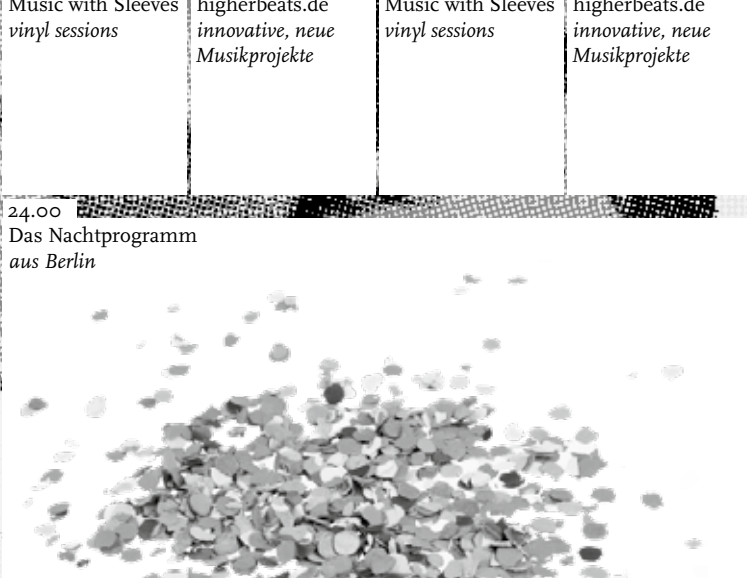 Music with Sleeves
vinyl sessions
higherbeats.de
innovative, neue
Musikprojekte
Music with Sleeves
vinyl sessions
higherbeats.de
innovative, neue
Musikprojekte
24.00
Das Nachtprogramm
aus Berlin